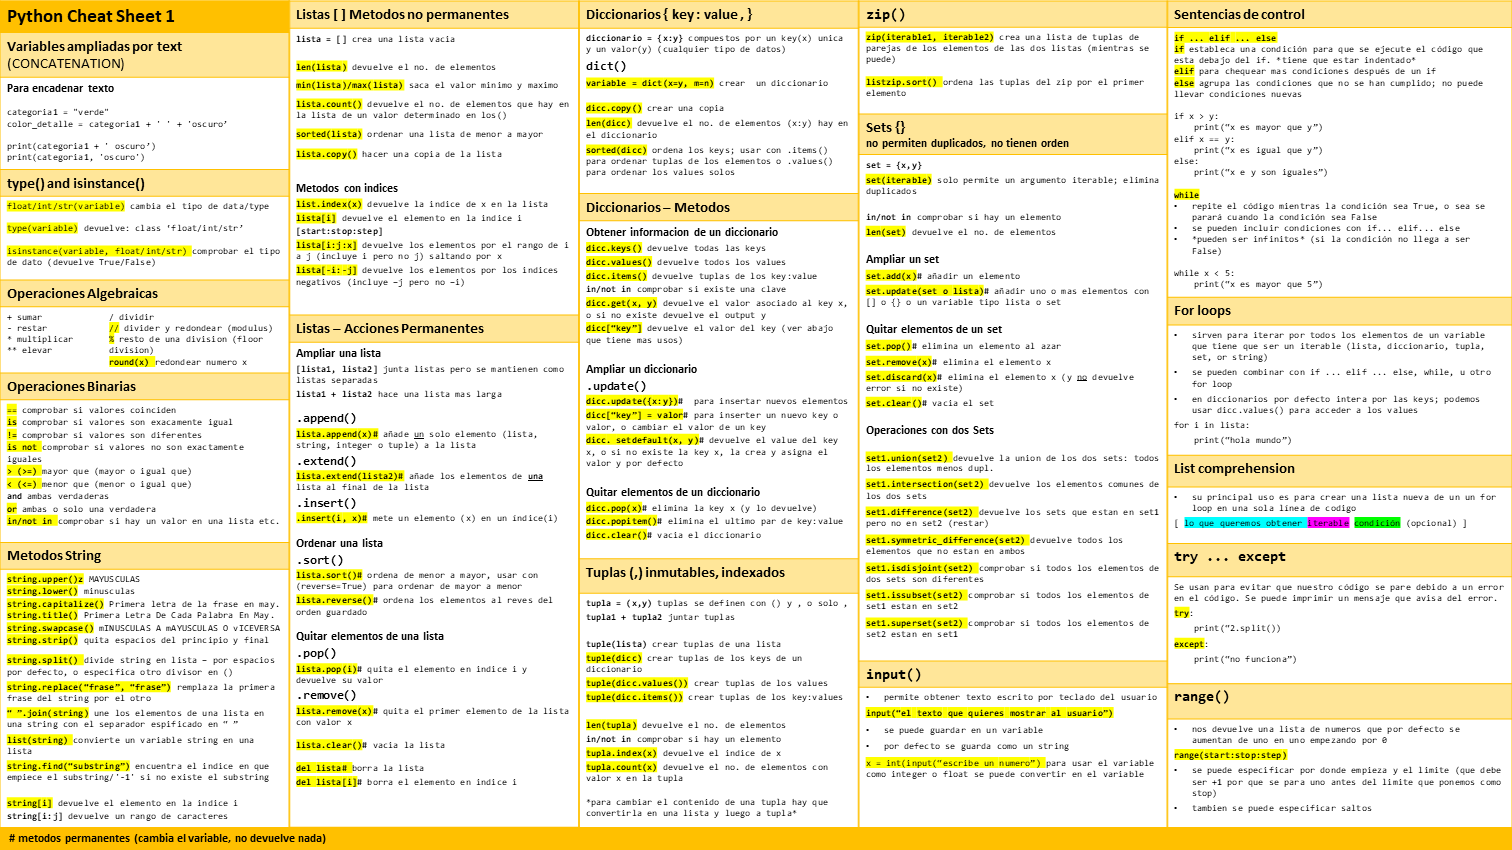 Python Cheat Sheet 1
Variables ampliadas por text
(CONCATENATION)
Para encadenar texto
categoria1 = "verde"
color_detalle = categoria1 + ' ' + 'oscuro'
print(categoria1 + ' oscuro')
print(categoria1, 'oscuro')
type() and isinstance()
float/int/str(variable) cambia el tipo de data/type
type(variable) devuelve: class 'float/int/str'
isinstance(variable, float/int/str) comprobar el tipo
de dato (devuelve True/False)
Operaciones Algebraicas
+ sumar / dividir
- restar // divider y redondear (modulus)
* multiplicar % resto de una division (floor
** elevar division)
round(x) redondear numero x
Operaciones Binarias
== comprobar si valores coinciden
is comprobar si valores son exacamente igual
!= comprobar si valores son diferentes
is not comprobar si valores no son exactamente
iguales
> (>=) mayor que (mayor o igual que)
< (<=) menor que (menor o igual que)
and ambas verdaderas
or ambas o solo una verdadera
in/not in comprobar si hay un valor en una lista etc.
Metodos String
string.upper()z MAYUSCULAS
string.lower() minusculas
string.capitalize() Primera letra de la frase en may.
string.title() Primera Letra De Cada Palabra En May.
string.swapcase() mINUSCULAS A mAYUSCULAS O vICEVERSA
string.strip() quita espacios del principio y final
string.split() divide string en lista – por espacios
por defecto, o especifica otro divisor en ()
string.replace("frase", "frase") remplaza la primera
frase del string por el otro
" ".join(string) une los elementos de una lista en
una string con el separador espificado en " "
list(string) convierte un variable string en una
lista
string.find("substring") encuentra el indice en que
empiece el substring/'-1' si no existe el substring
string[i] devuelve el elemento en la indice i
string[i:j] devuelve un rango de caracteres
Listas [ ] Metodos no permanentes
lista = [] crea una lista vacia
len(lista) devuelve el no. de elementos
min(lista)/max(lista) saca el valor minimo y maximo
lista.count() devuelve el no. de elementos que hay en
la lista de un valor determinado en los()
sorted(lista) ordenar una lista de menor a mayor
lista.copy() hacer una copia de la lista
Metodos con indices
list.index(x) devuelve la indice de x en la lista
lista[i] devuelve el elemento en la indice i
[start:stop:step]
lista[i:j:x] devuelve los elementos por el rango de i
a j (incluye i pero no j) saltando por x
lista[-i:-j] devuelve los elementos por los indices
negativos (incluye –j pero no –i)
Listas – Acciones Permanentes
Ampliar una lista
[lista1, lista2] junta listas pero se mantienen como
listas separadas
lista1 + lista2 hace una lista mas larga
.append()
lista.append(x)# añade un solo elemento (lista,
string, integer o tuple) a la lista
.extend()
lista.extend(lista2)# añade los elementos de una
lista al final de la lista
.insert()
.insert(i, x)# mete un elemento (x) en un índice(i)
Ordenar una lista
.sort()
lista.sort()# ordena de menor a mayor, usar con
(reverse=True) para ordenar de mayor a menor
lista.reverse()# ordena los elementos al reves del
orden guardado
Quitar elementos de una lista
.pop()
lista.pop(i)# quita el elemento en indice i y
devuelve su valor
.remove()
lista.remove(x)# quita el primer elemento de la lista
con valor x
lista.clear()# vacia la lista
del lista# borra la lista
del lista[i]# borra el elemento en indice i
Diccionarios { key : value , }
diccionario = {x:y} compuestos por un key(x) unica
y un valor(y) (cualquier tipo de datos)
dict()
variable = dict(x=y, m=n) crear un diccionario
dicc.copy() crear una copia
len(dicc) devuelve el no. de elementos (x:y) hay en
el diccionario
sorted(dicc) ordena los keys; usar con .items()
para ordenar tuplas de los elementos o .values()
para ordenar los values solos
Diccionarios – Metodos
Obtener informacion de un diccionario
dicc.keys() devuelve todas las keys
dicc.values() devuelve todos los values
dicc.items() devuelve tuplas de los key:value
in/not in comprobar si existe una clave
dicc.get(x, y) devuelve el valor asociado al key x,
o si no existe devuelve el output y
dicc["key"] devuelve el valor del key (ver abajo
que tiene mas usos)
Ampliar un diccionario
.update()
dicc.update({x:y})# para insertar nuevos elementos
dicc["key"] = valor# para inserter un nuevo key o
valor, o cambiar el valor de un key
dicc. setdefault(x, y)# devuelve el value del key
x, o si no existe la key x, la crea y asigna el
valor y por defecto
Quitar elementos de un diccionario
dicc.pop(x)# elimina la key x (y lo devuelve)
dicc.popitem()# elimina el ultimo par de key:value
dicc.clear()# vacia el diccionario
Tuplas (,) inmutables, indexados
tupla = (x,y) tuplas se definen con () y , o solo ,
tupla1 + tupla2 juntar tuplas
tuple(lista) crear tuplas de una lista
tuple(dicc) crear tuplas de los keys de un
diccionario
tuple(dicc.values()) crear tuplas de los values
tuple(dicc.items()) crear tuplas de los key:values
len(tupla) devuelve el no. de elementos
in/not in comprobar si hay un elemento
tupla.index(x) devuelve el indice de x
tupla.count(x) devuelve el no. de elementos con
valor x en la tupla
*para cambiar el contenido de una tupla hay que
convertirla en una lista y luego a tupla*
zip()
zip(iterable1, iterable2) crea una lista de tuplas de
parejas de los elementos de las dos listas (mientras se
puede)
listzip.sort() ordena las tuplas del zip por el primer
elemento
Sets {}
no permiten duplicados, no tienen orden
set = {x,y}
set(iterable) solo permite un argumento iterable; elimina
duplicados
in/not in comprobar si hay un elemento
len(set) devuelve el no. de elementos
Ampliar un set
set.add(x)# añadir un elemento
set.update(set o lista)# añadir uno o mas elementos con
[] o {} o un variable tipo lista o set
Quitar elementos de un set
set.pop()# elimina un elemento al azar
set.remove(x)# elimina el elemento x
set.discard(x)# elimina el elemento x (y no devuelve
error si no existe)
set.clear()# vacia el set
Operaciones con dos Sets
set1.union(set2) devuelve la union de los dos sets: todos
los elementos menos dupl.
set1.intersection(set2) devuelve los elementos comunes de
los dos sets
set1.difference(set2) devuelve los sets que estan en set1
pero no en set2 (restar)
set1.symmetric_difference(set2) devuelve todos los
elementos que no estan en ambos
set1.isdisjoint(set2) comprobar si todos los elementos de
dos sets son diferentes
set1.issubset(set2) comprobar si todos los elementos de
set1 estan en set2
set1.superset(set2) comprobar si todos los elementos de
set2 estan en set1
input()
• permite obtener texto escrito por teclado del usuario
input("el texto que quieres mostrar al usuario")
• se puede guardar en un variable
• por defecto se guarda como un string
x = int(input("escribe un numero") para usar el variable
como integer o float se puede convertir en el variable
Sentencias de control
if ... elif ... else
if estableca una condición para que se ejecute el código que
esta debajo del if. *tiene que estar indentado*
elif para chequear mas condiciones después de un if
else agrupa las condiciones que no se han cumplido; no puede
llevar condiciones nuevas
if x > y:
print("x es mayor que y")
elif x == y:
print("x es igual que y")
else:
print("x e y son iguales")
while
• repite el código mientras la condición sea True, o sea se
parará cuando la condición sea False
• se pueden incluir condiciones con if... elif... else
• *pueden ser infinitos* (si la condición no llega a ser
False)
while x < 5:
print("x es mayor que 5")
For loops
• sirven para iterar por todos los elementos de un variable
que tiene que ser un iterable (lista, diccionario, tupla,
set, or string)
• se pueden combinar con if ... elif ... else, while, u otro
for loop
• en diccionarios por defecto intera por las keys; podemos
usar dicc.values() para acceder a los values
for i in lista:
print("hola mundo")
List comprehension
• su principal uso es para crear una lista nueva de un un for
loop en una sola línea de codigo
[ lo que queremos obtener iterable condición (opcional) ]
try ... except
Se usan para evitar que nuestro código se pare debido a un error
en el código. Se puede imprimir un mensaje que avisa del error.
try:
print("2.split())
except:
print("no funciona")
range()
• nos devuelve una lista de numeros que por defecto se
aumentan de uno en uno empezando por 0
range(start:stop:step)
• se puede especificar por donde empieza y el limite (que debe
ser +1 por que se para uno antes del limite que ponemos como
stop)
• tambien se puede especificar saltos
# metodos permanentes (cambia el variable, no devuelve nada)